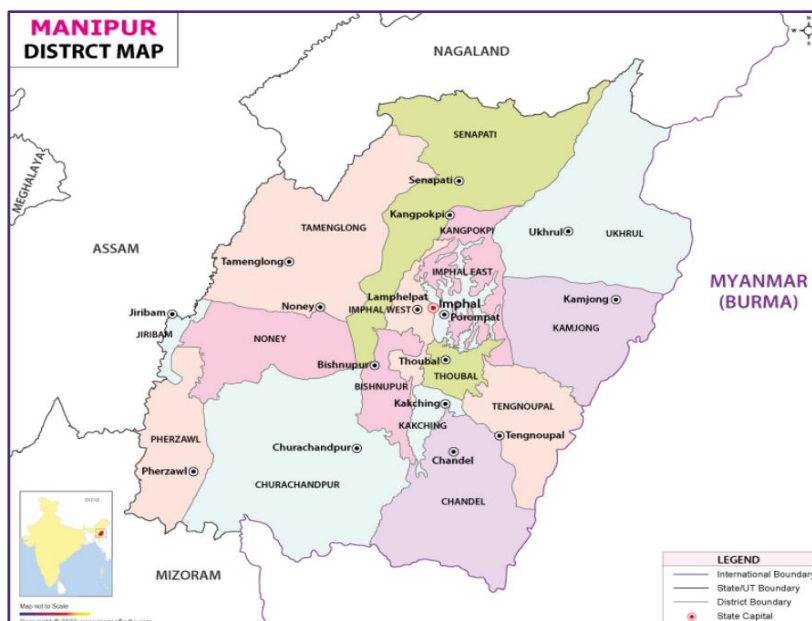 MANIPUR
DISTRCT MAP
N
W
S
NAGALAND
MEGHALAYA
ASSAM
SENAPATI
Senapati
Kangpokpi
KANGPOKPI
TAMENGLONG
Tamenglong
Ukhrul
UKHRUL
IMPHAL EAST
MYANMAR
(BURMA)
Lamphelpat
Imphal
Kamjong
Noney
IMPHAL WEST
Porompat
Jiribam
JIRIBAM
KAMJONG
NONEY
Thoubal
Bishnupur
THOUBAL
BISHNUPUR
Kakching
TENGNOUPAL
KAKCHING
PHERZAWL
Tengnoupal
Churachandpur
Chandel
Pherzawl
CHURACHANDPUR
CHANDEL
INDIA
MIZORAM
LEGEND
International Boundary
State/UT Boundary
District Boundary
State Capital
Map not to Scale